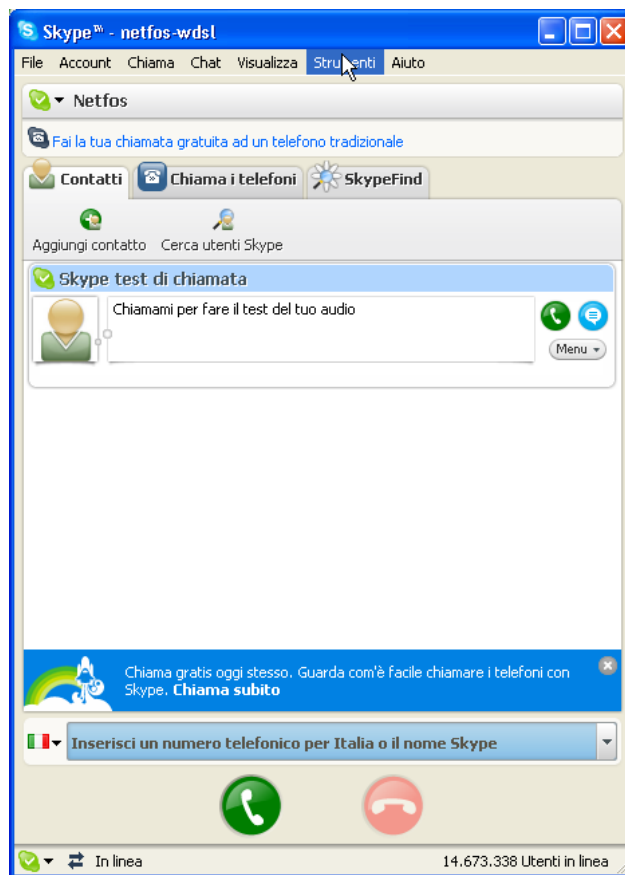 Skype™ - netfos-wdsl
File Account Chiama Chat Visualizza Strumenti Aiuto
Netfos
Fai la tua chiamata gratuita ad un telefono tradizionale
Contatti Chiama i telefoni SkypeFind
Aggiungi contatto Cerca utenti Skype
Skype test di chiamata
Chiamami per fare il test del tuo audio
Menu
Chiama gratis oggi stesso. Guarda com'è facile chiamare i telefoni con
Skype. Chiama subito
Inserisci un numero telefonico per Italia o il nome Skype
In linea 14.673.338 Utenti in linea